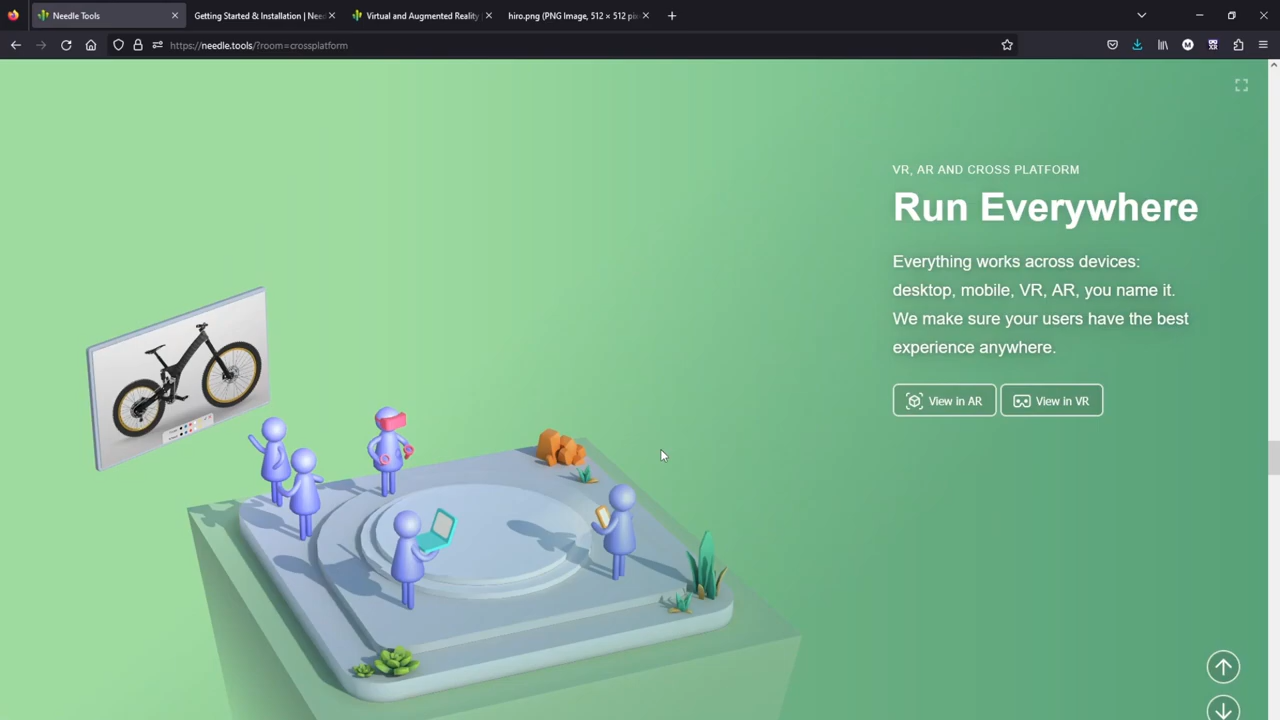 Needle Tools
Getting Started & Installation | Need
Virtual and Augmented Reality
hiro.png (PNG Image, 512 × 512 pix
https://needle.tools/?room=crossplatform
VR, AR AND CROSS PLATFORM
Run Everywhere
Everything works across devices:
desktop, mobile, VR, AR, you name it.
We make sure your users have the best
experience anywhere.
View in AR
View in VR